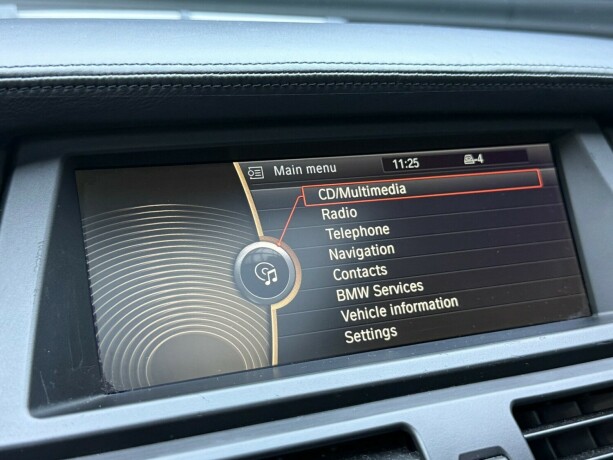 Main menu 11:25 -4
CD/Multimedia
Radio
Telephone
Navigation
Contacts
BMW Services
Vehicle information
Settings